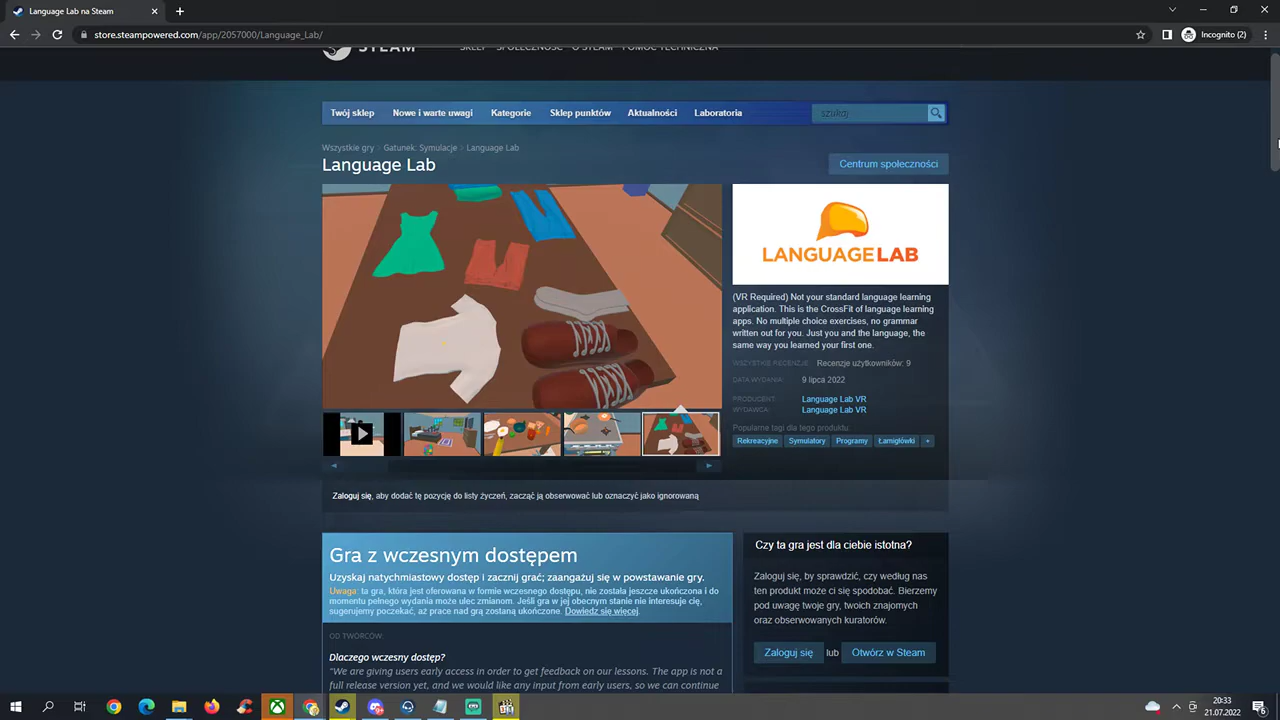 Language Lab na Steam
store.steampowered.com/app/2057000/Language_Lab/
Incognito (2)
STEAM
SKLEP SPOŁECZNOŚĆ O STEAM POMOC TECHNICZNA
Twój sklep Nowe i warte uwagi Kategorie Sklep punktów Aktualności Laboratoria
szukaj
Wszystkie gry > Gatunek: Symulacje > Language Lab
Language Lab
Centrum społeczności
LANGUAGELAB
(VR Required) Not your standard language learning
application. This is the CrossFit of language learning
apps. No multiple choice exercises, no grammar
written out for you. Just you and the language, the
same way you learned your first one.
WSZYSTKIE RECENZJE: Recenzje użytkowników: 9
DATA WYDANIA: 9 lipca 2022
PRODUCENT: Language Lab VR
WYDAWCA: Language Lab VR
Popularne tagi dla tego produktu:
Rekreacyjne Symulatory Programy Łamigłówki +
Zaloguj się, aby dodać tę pozycję do listy życzeń, zacząć ją obserwować lub oznaczyć jako ignorowaną
Gra z wczesnym dostępem
Uzyskaj natychmiastowy dostęp i zacznij grać; zaangażuj się w powstawanie gry.
Uwaga: ta gra, która jest oferowana w formie wczesnego dostępu, nie została jeszcze ukończona i do
momentu pełnego wydania może ulec zmianom. Jeśli gra w jej obecnym stanie nie interesuje cię,
sugerujemy poczekać, aż prace nad grą zostaną ukończone. Dowiedz się więcej.
OD TWÓRCÓW:
Dlaczego wczesny dostęp?
"We are giving users early access in order to get feedback on our lessons. The app is not a
full release version yet, and we would like any input from early users, so we can continue
Czy ta gra jest dla ciebie istotna?
Zaloguj się, by sprawdzić, czy według nas
ten produkt może ci się spodobać. Bierzemy
pod uwagę twoje gry, twoich znajomych
oraz obserwowanych kuratorów.
Zaloguj się lub Otwórz w Steam
20:33
21.07.2022